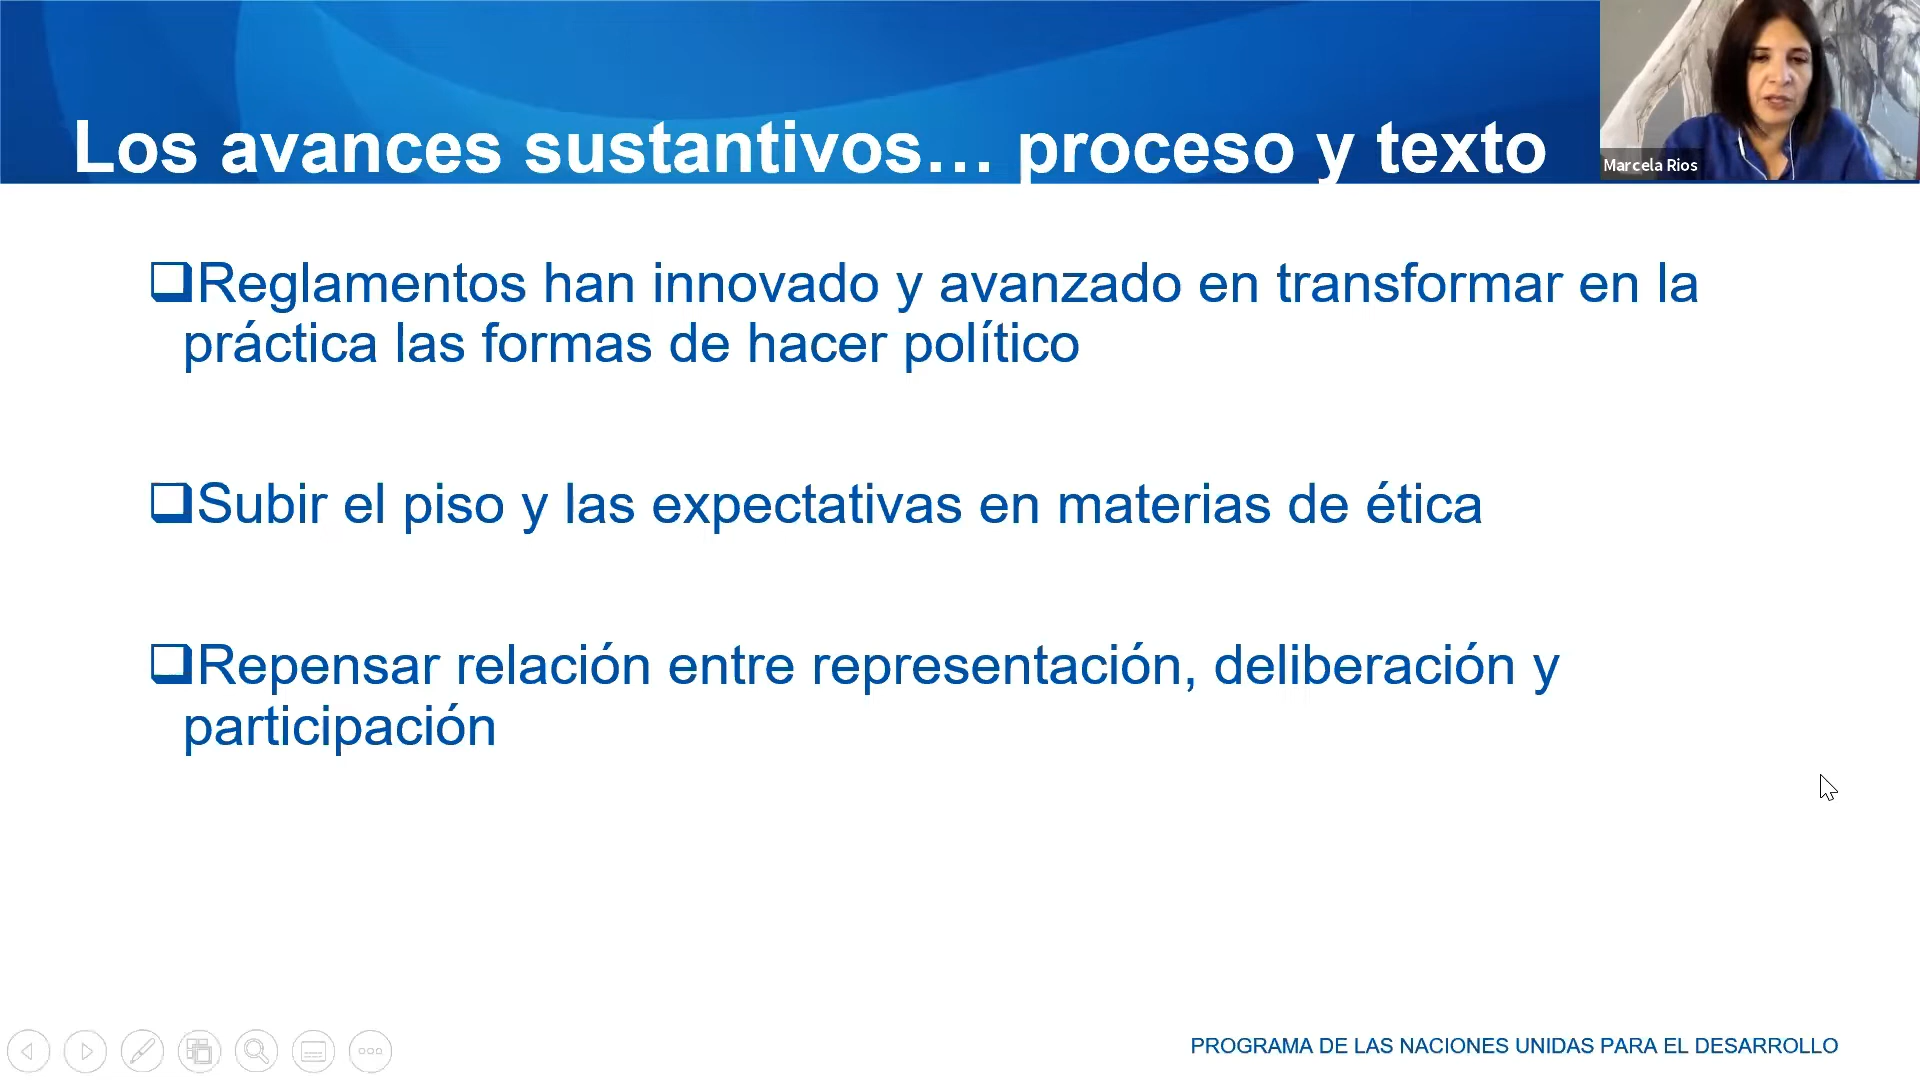 Los avances sustantivos… proceso y texto
Marcela Rios
Reglamentos han innovado y avanzado en transformar en la
práctica las formas de hacer político
Subir el piso y las expectativas en materias de ética
Repensar relación entre representación, deliberación y
participación
PROGRAMA DE LAS NACIONES UNIDAS PARA EL DESARROLLO